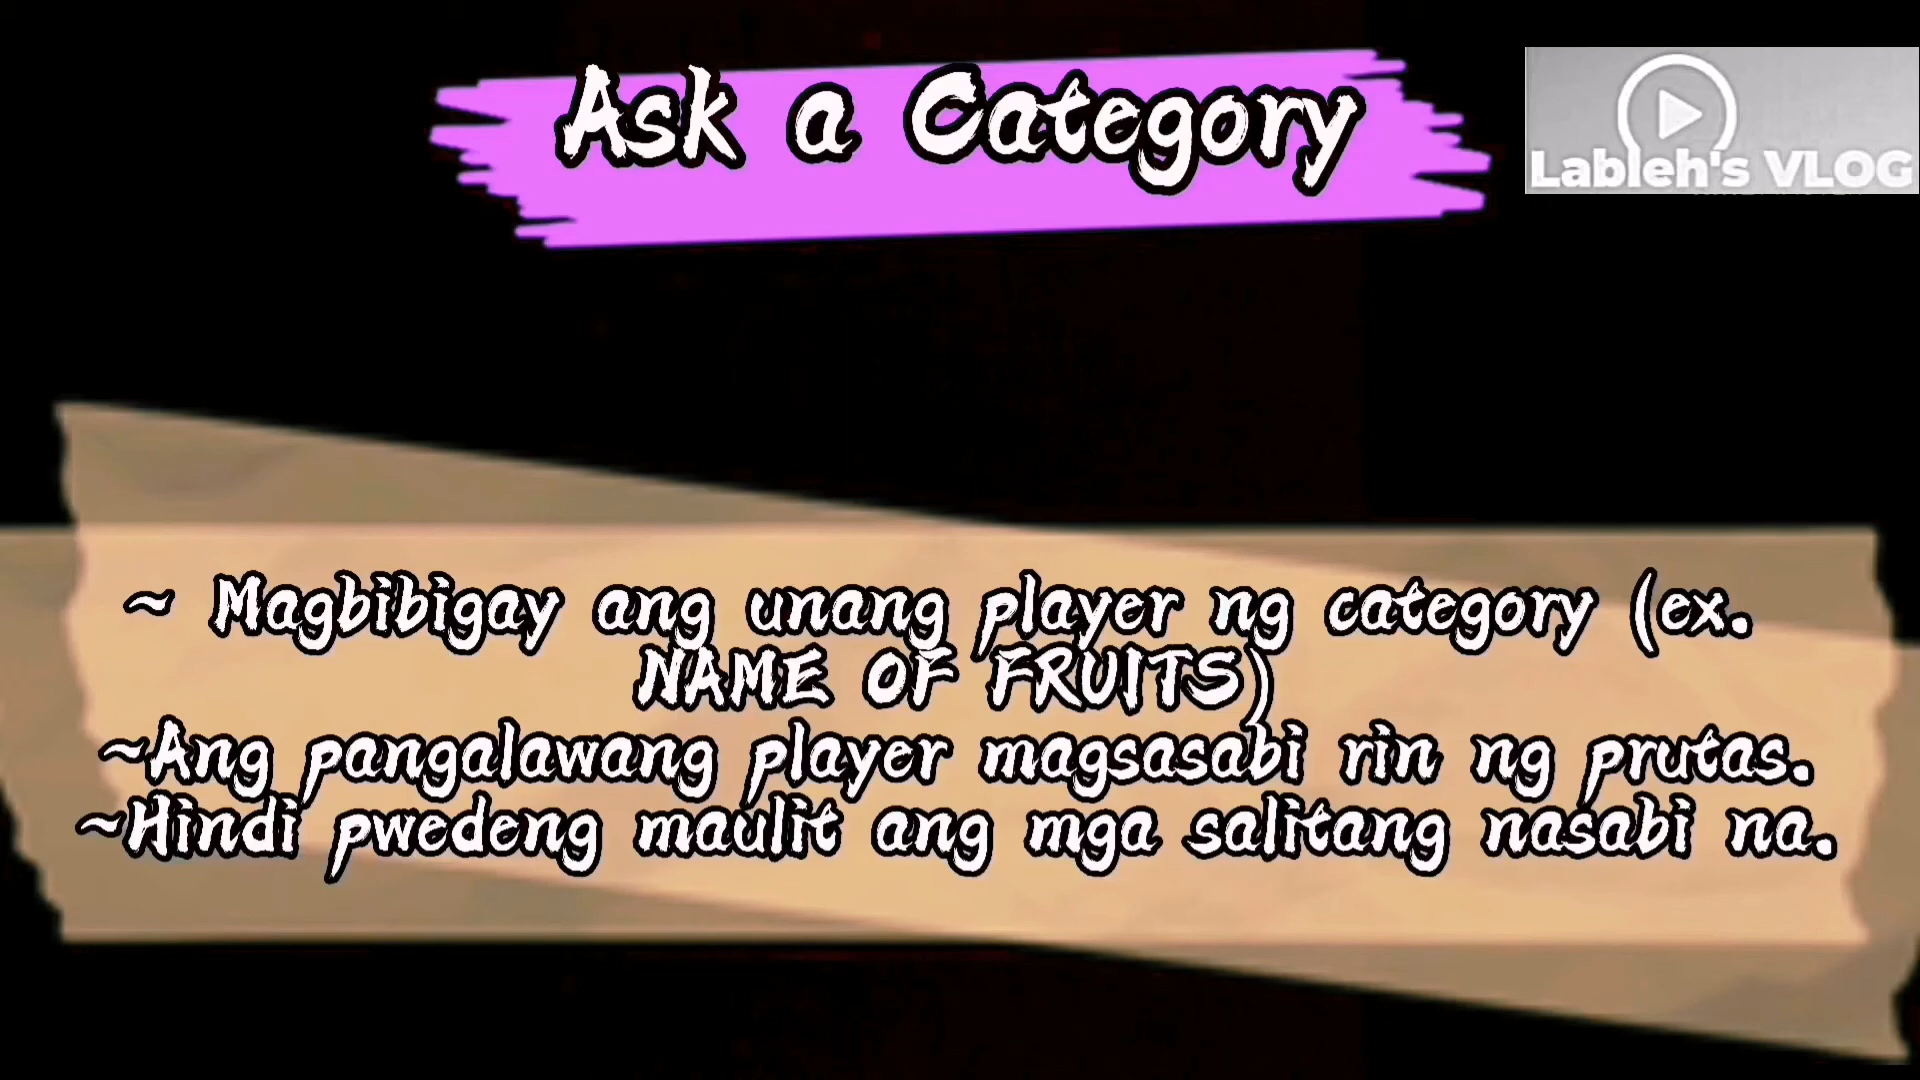 Ask a Category
Lableh's VLOG
~ Magbibigay ang unang player ng category (ex.
NAME OF FRUITS)
~Ang pangalawang player magsasabi rin ng prutas.
~Hindi pwedeng maulit ang mga salitang nasabi na.